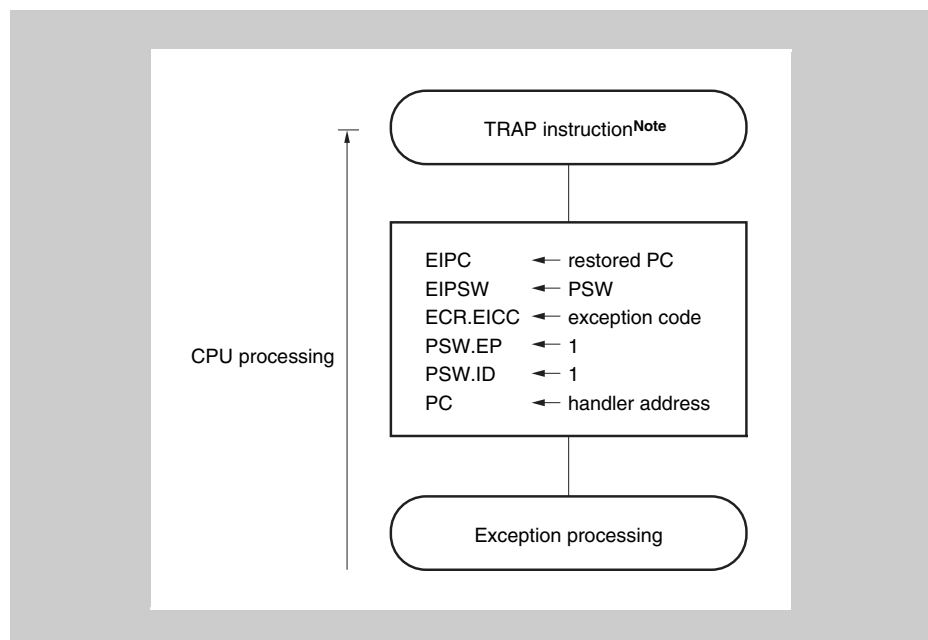 TRAP instructionNote
EIPC ← restored PC
EIPSW ← PSW
ECR.EICC ← exception code
PSW.EP ← 1
PSW.ID ← 1
PC ← handler address
CPU processing
Exception processing